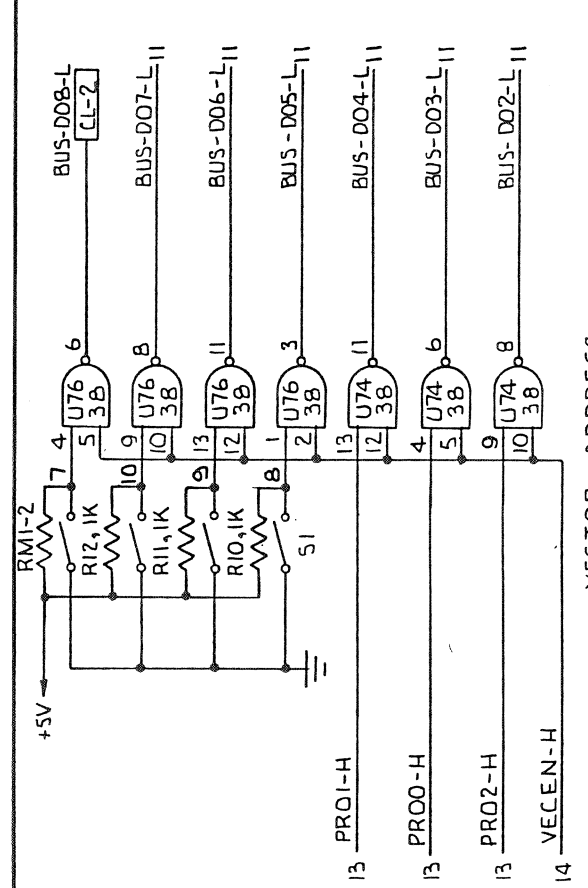 BUS-D08-L
CL-2
BUS-D07-L 11
BUS-D06-L 11
BUS-D05-L 11
BUS-D04-L 11
BUS-D03-L 11
BUS-D02-L 11
+5V
RM1-2
7
4
5
U76
38
6
R12,1K
10
9
10
U76
38
8
R11,1K
9
13
12
U76
38
11
R10,1K
8
1
2
U76
38
3
S1
13
12
U74
38
11
4
5
U74
38
6
9
10
U74
38
8
13 PRO1-H
13 PRO0-H
13 PRO2-H
14 VECEN-H